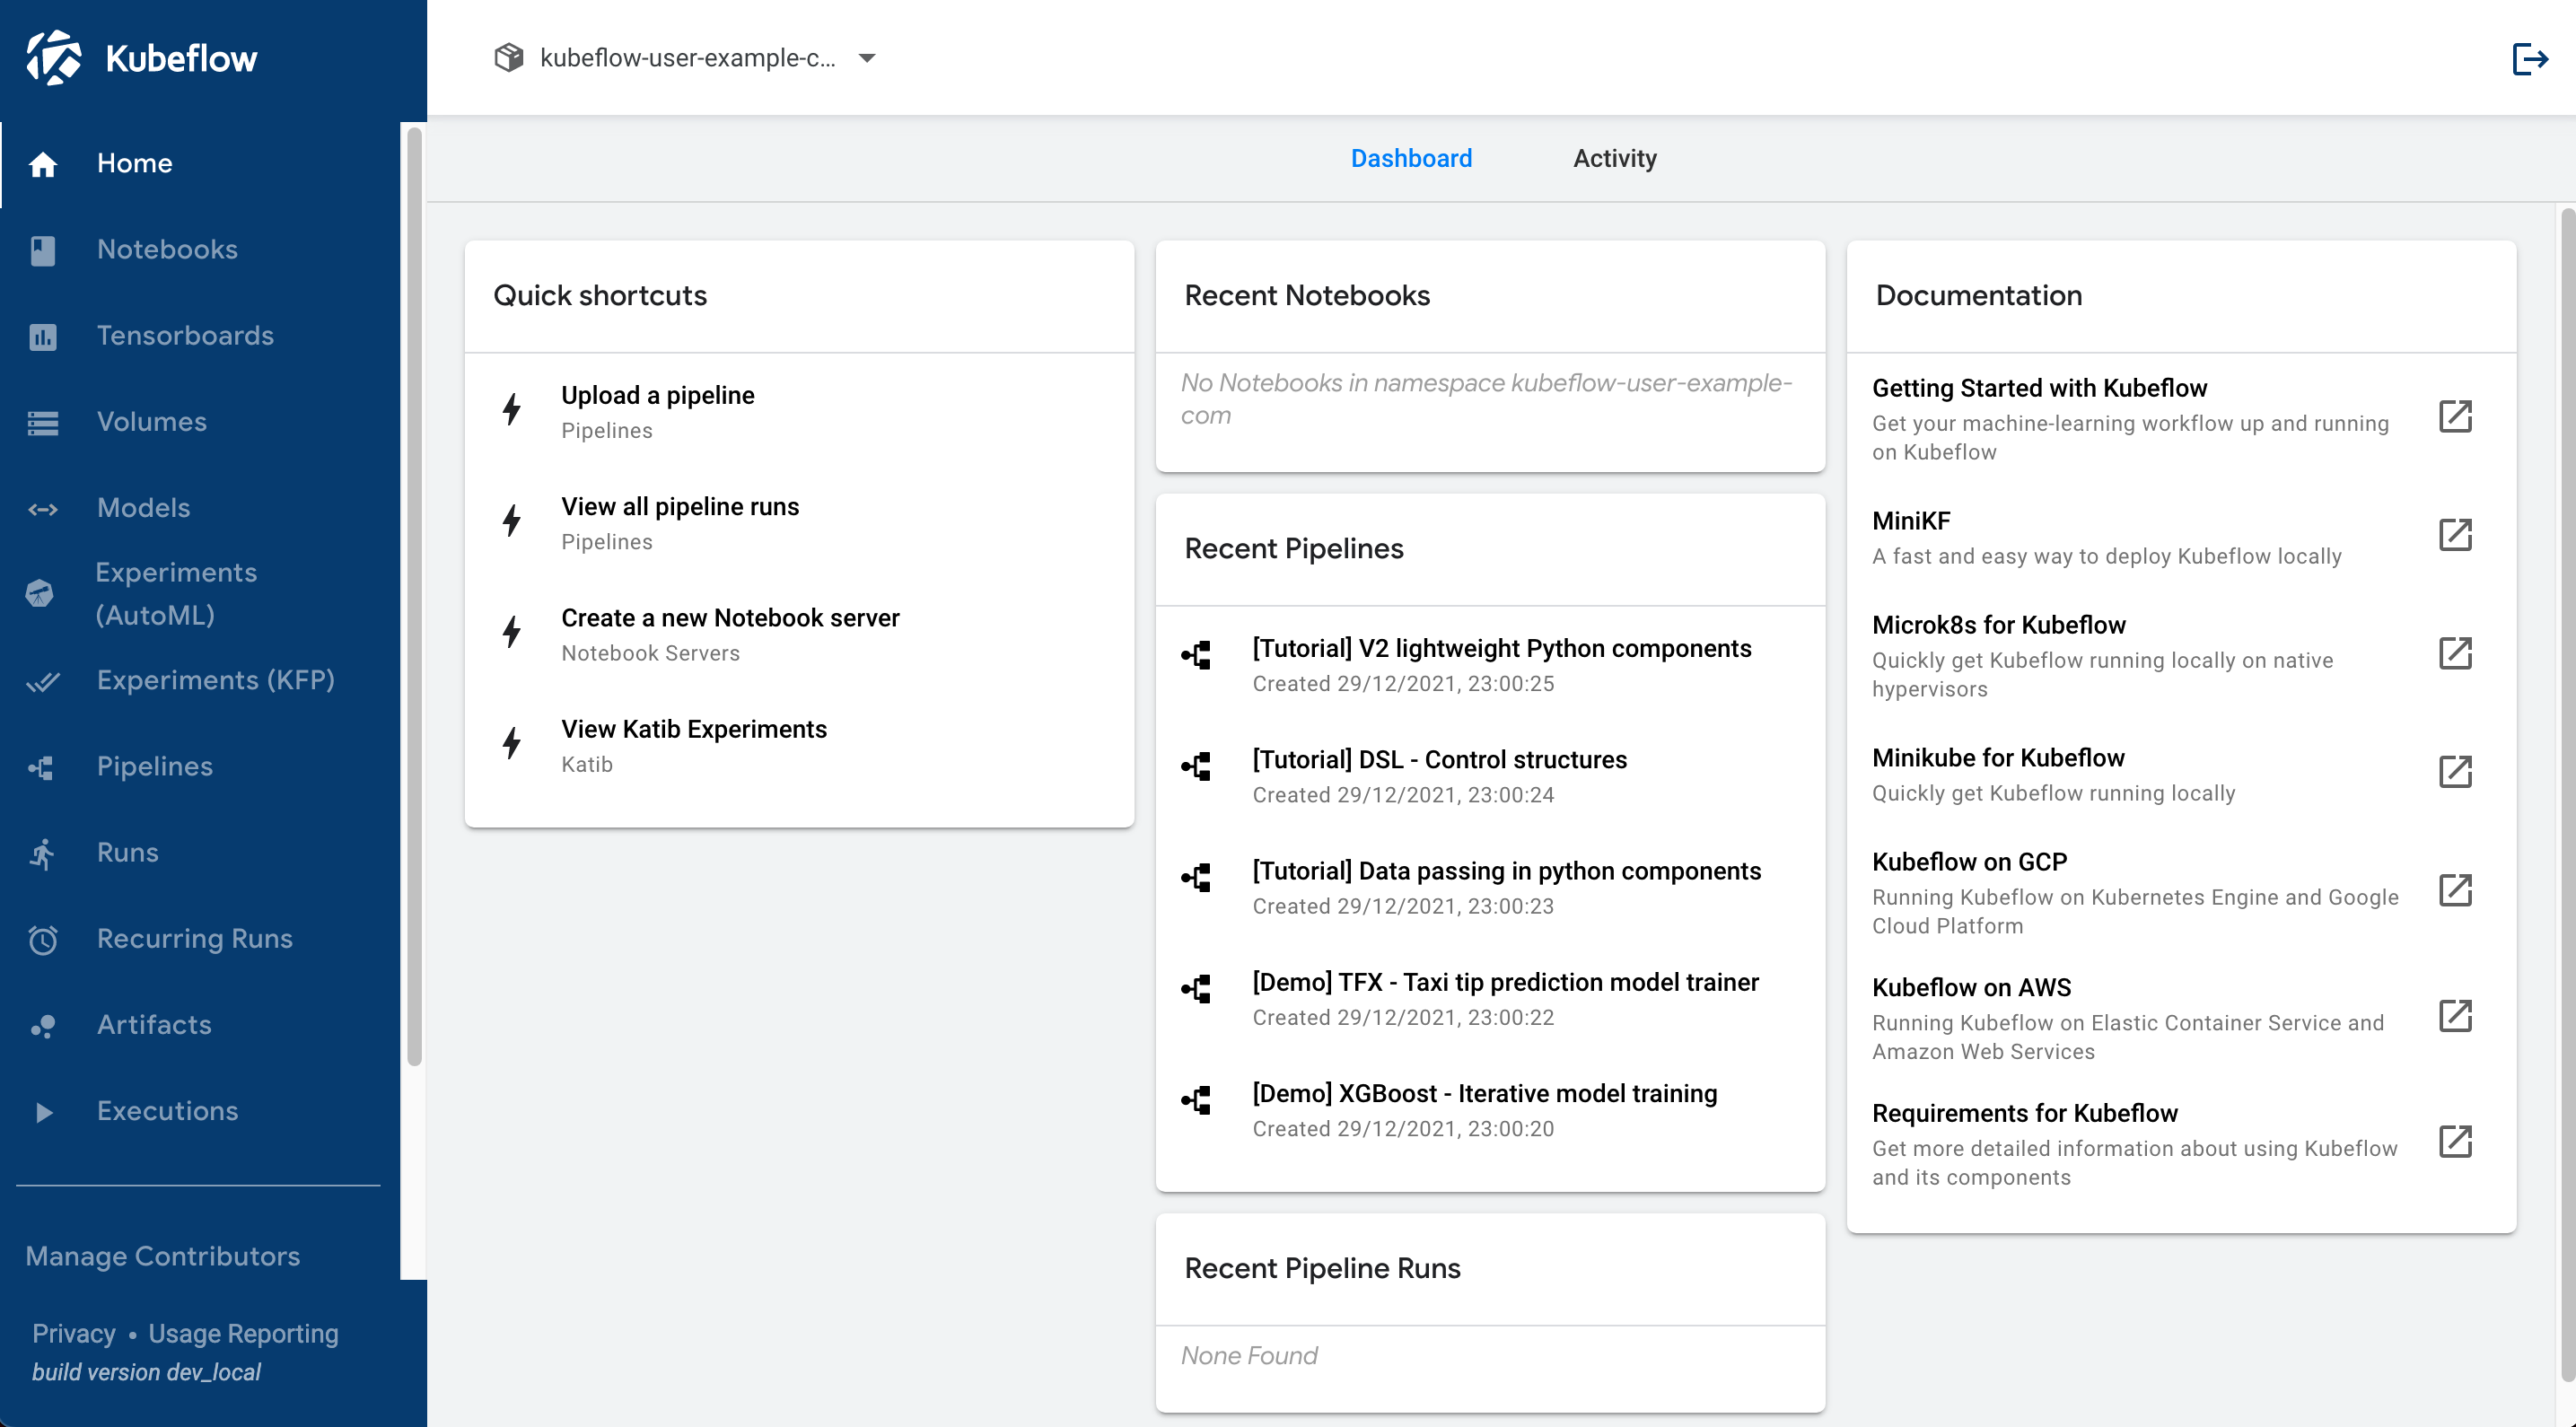 Kubeflow
kubeflow-user-example-c...
Home
Notebooks
Tensorboards
Volumes
Models
Experiments
(AutoML)
Experiments (KFP)
Pipelines
Runs
Recurring Runs
Artifacts
Executions
Manage Contributors
Privacy • Usage Reporting
build version dev_local
Dashboard
Activity
Quick shortcuts
Upload a pipeline
Pipelines
View all pipeline runs
Pipelines
Create a new Notebook server
Notebook Servers
View Katib Experiments
Katib
Recent Notebooks
No Notebooks in namespace kubeflow-user-example-
com
Recent Pipelines
[Tutorial] V2 lightweight Python components
Created 29/12/2021, 23:00:25
[Tutorial] DSL - Control structures
Created 29/12/2021, 23:00:24
[Tutorial] Data passing in python components
Created 29/12/2021, 23:00:23
[Demo] TFX - Taxi tip prediction model trainer
Created 29/12/2021, 23:00:22
[Demo] XGBoost - Iterative model training
Created 29/12/2021, 23:00:20
Recent Pipeline Runs
None Found
Documentation
Getting Started with Kubeflow
Get your machine-learning workflow up and running
on Kubeflow
MiniKF
A fast and easy way to deploy Kubeflow locally
Microk8s for Kubeflow
Quickly get Kubeflow running locally on native
hypervisors
Minikube for Kubeflow
Quickly get Kubeflow running locally
Kubeflow on GCP
Running Kubeflow on Kubernetes Engine and Google
Cloud Platform
Kubeflow on AWS
Running Kubeflow on Elastic Container Service and
Amazon Web Services
Requirements for Kubeflow
Get more detailed information about using Kubeflow
and its components